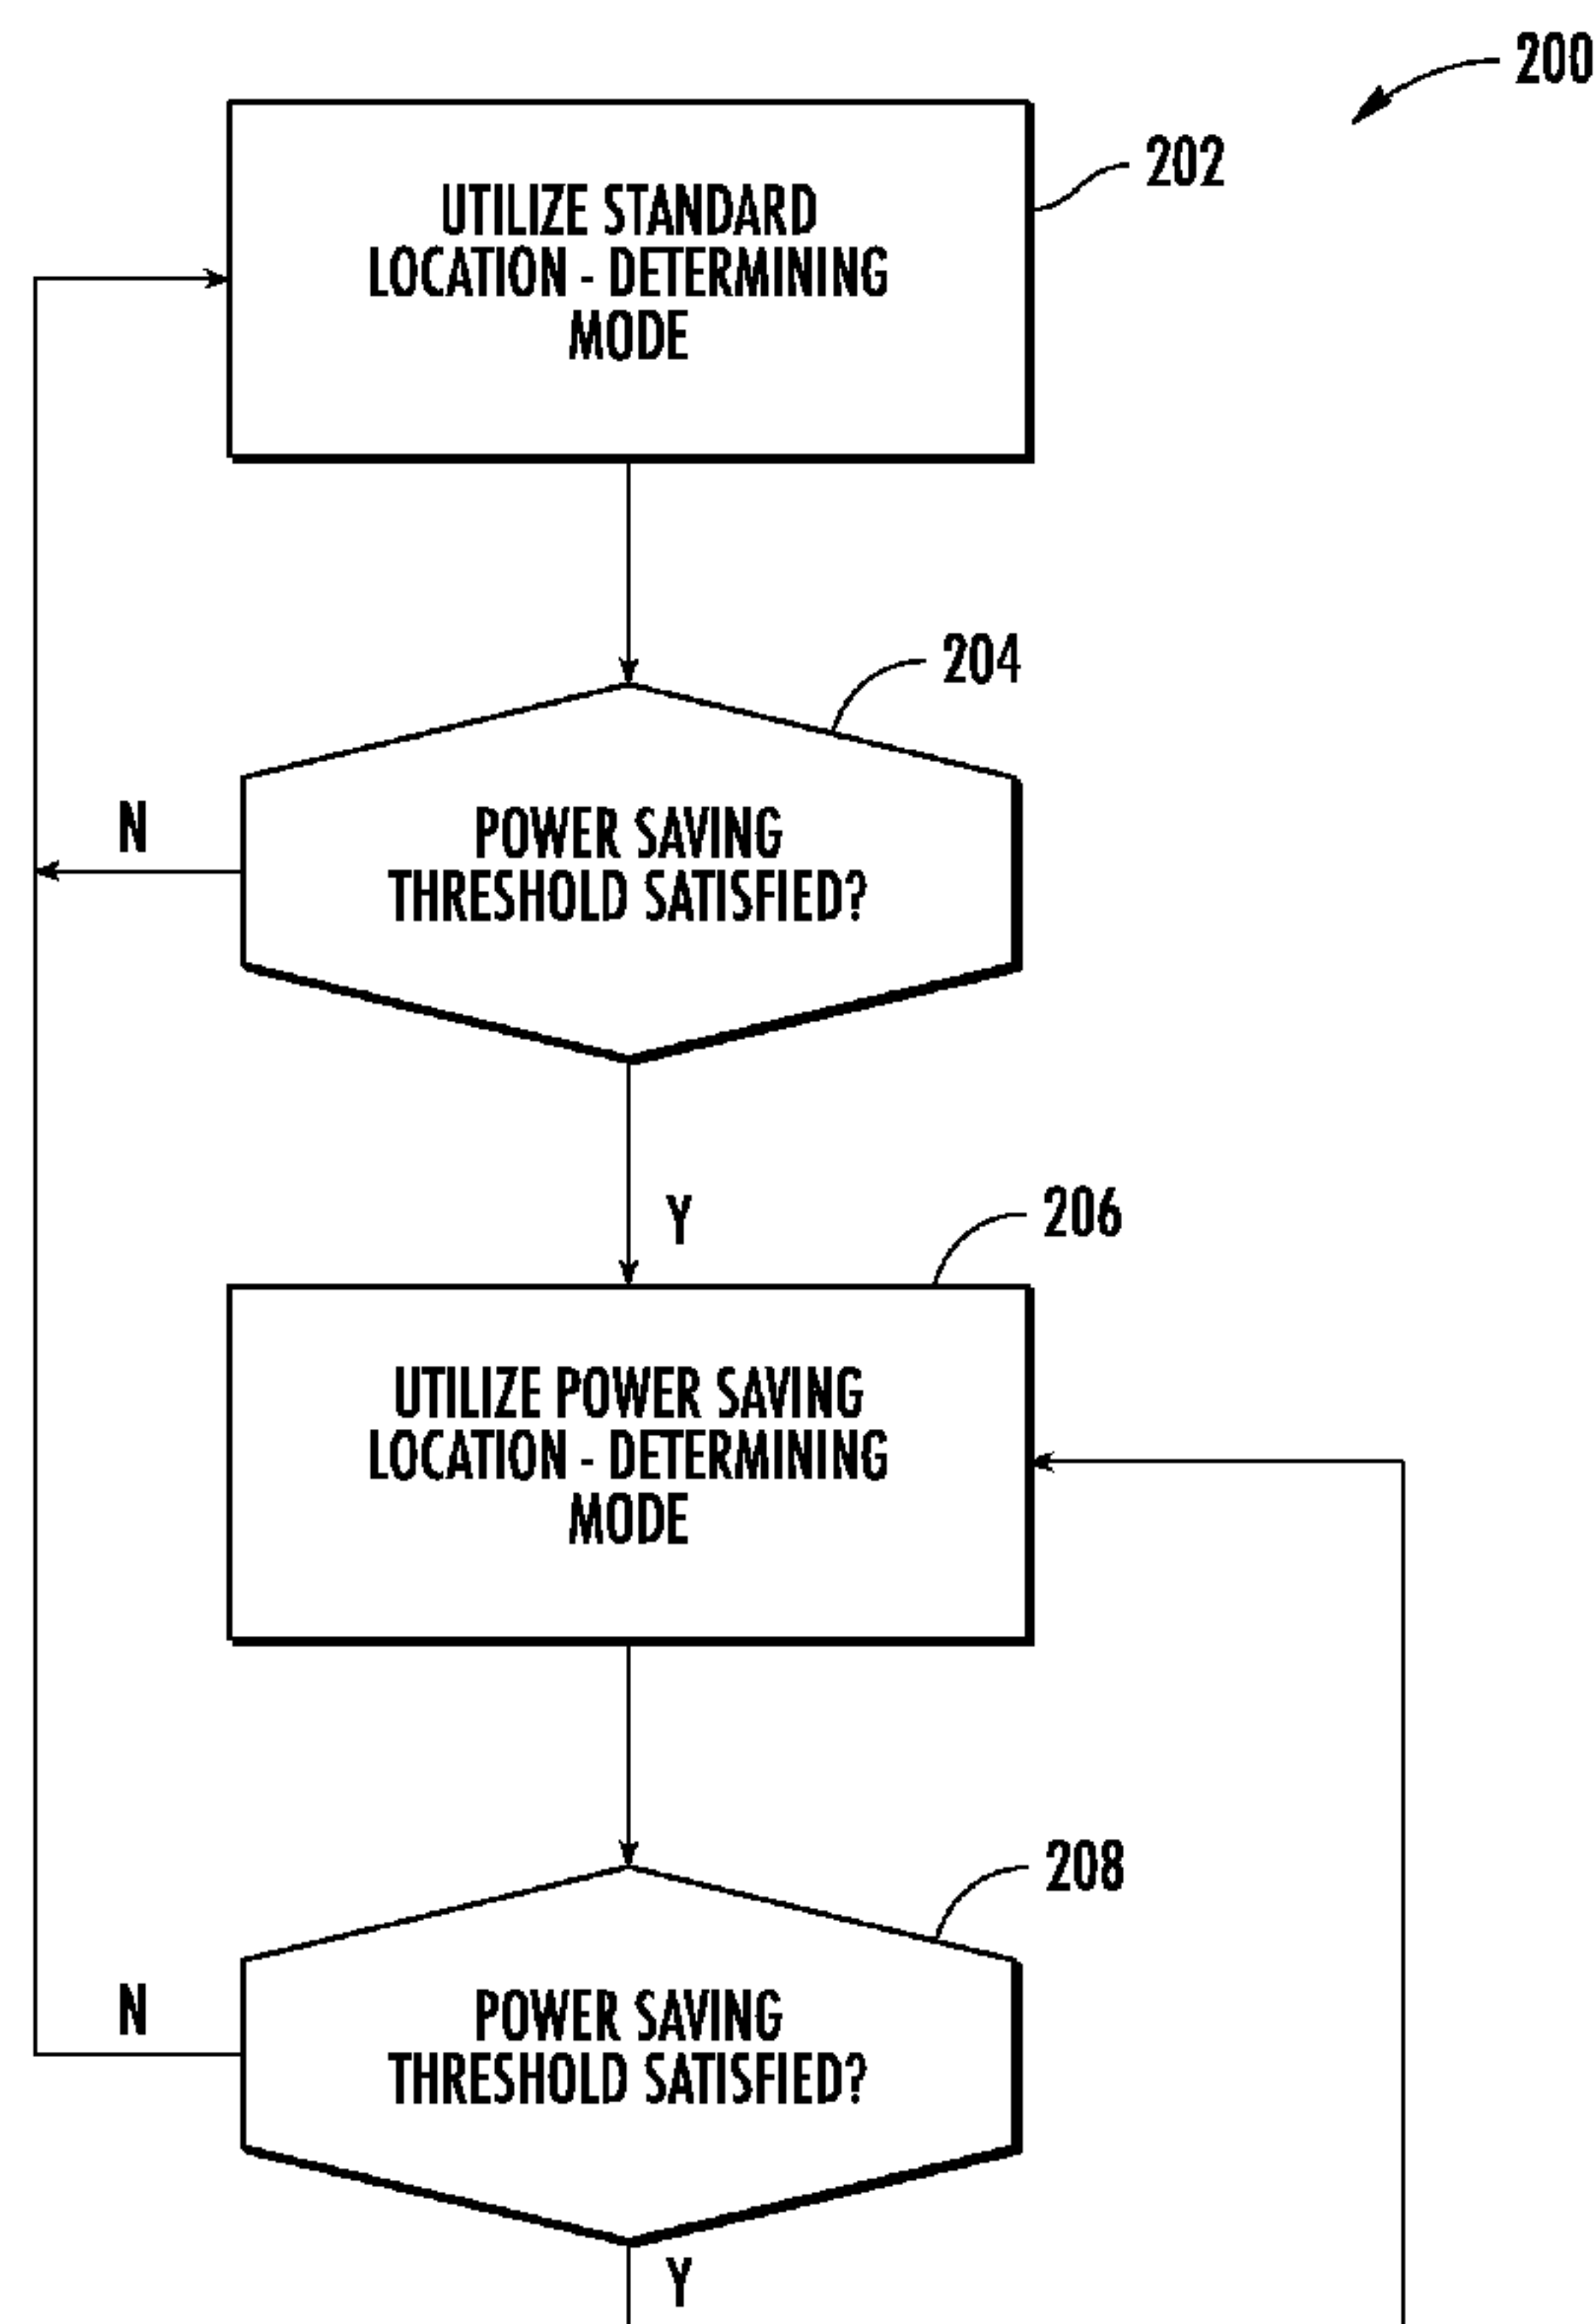 200
202
UTILIZE STANDARD
LOCATION - DETERMINING
MODE
204
POWER SAVING
THRESHOLD SATISFIED?
N
Y
206
UTILIZE POWER SAVING
LOCATION - DETERMINING
MODE
208
POWER SAVING
THRESHOLD SATISFIED?
N
Y